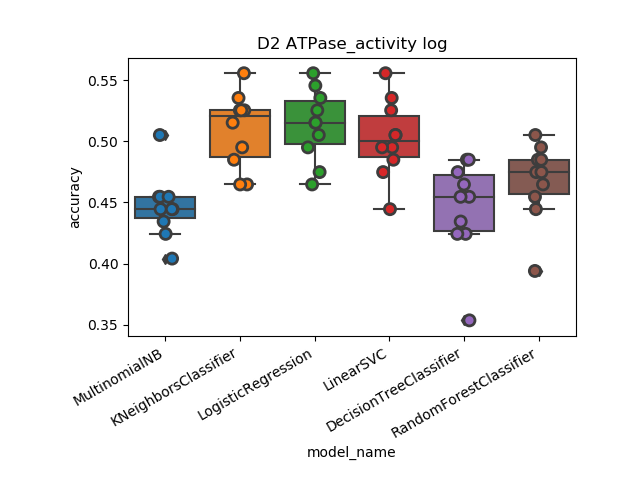 D2 ATPase_activity log
accuracy
0.55
0.50
0.45
0.40
0.35
MultinomialNB
KNeighborsClassifier
LogisticRegression
LinearSVC
DecisionTreeClassifier
RandomForestClassifier
model_name